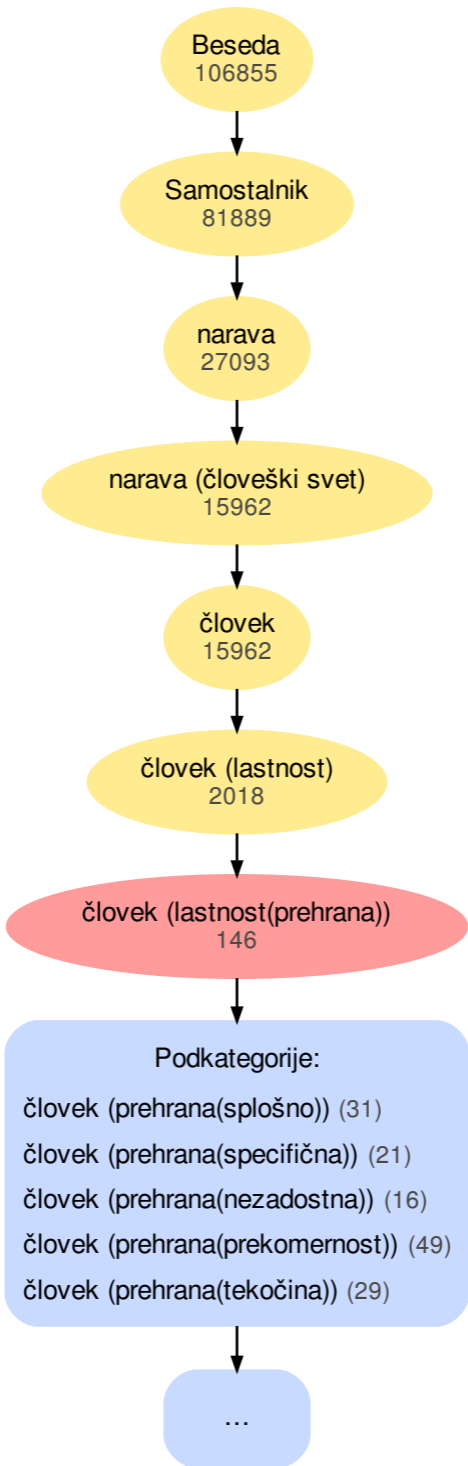 Beseda
106855
Samostalnik
81889
narava
27093
narava (človeški svet)
15962
človek
15962
človek (lastnost)
2018
človek (lastnost(prehrana))
146
Podkategorije:
človek (prehrana(splošno)) (31)
človek (prehrana(specifična)) (21)
človek (prehrana(nezadostna)) (16)
človek (prehrana(prekomernost)) (49)
človek (prehrana(tekočina)) (29)
...